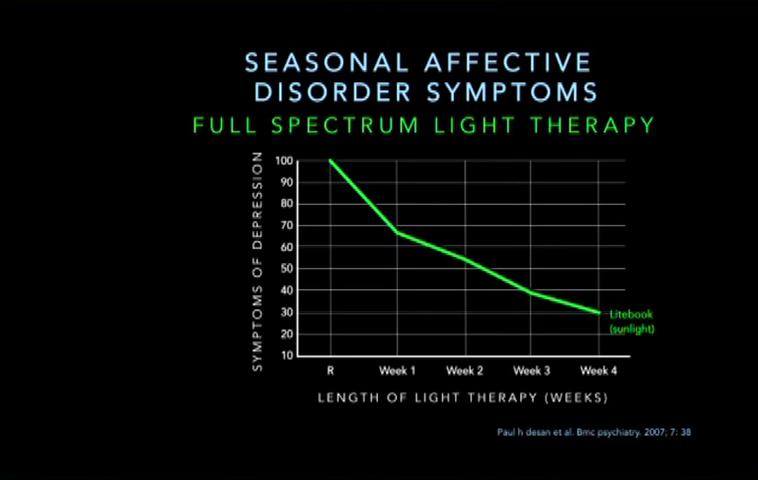 SEASONAL AFFECTIVE
DISORDER SYMPTOMS
FULL SPECTRUM LIGHT THERAPY
SYMPTOMS OF DEPRESSION
100
90
80
70
60
50
40
30
20
10
Litebook
(sunlight)
R Week 1 Week 2 Week 3 Week 4
LENGTH OF LIGHT THERAPY (WEEKS)
Paul h desan et al. Bmc psychiatry. 2007; 7: 38